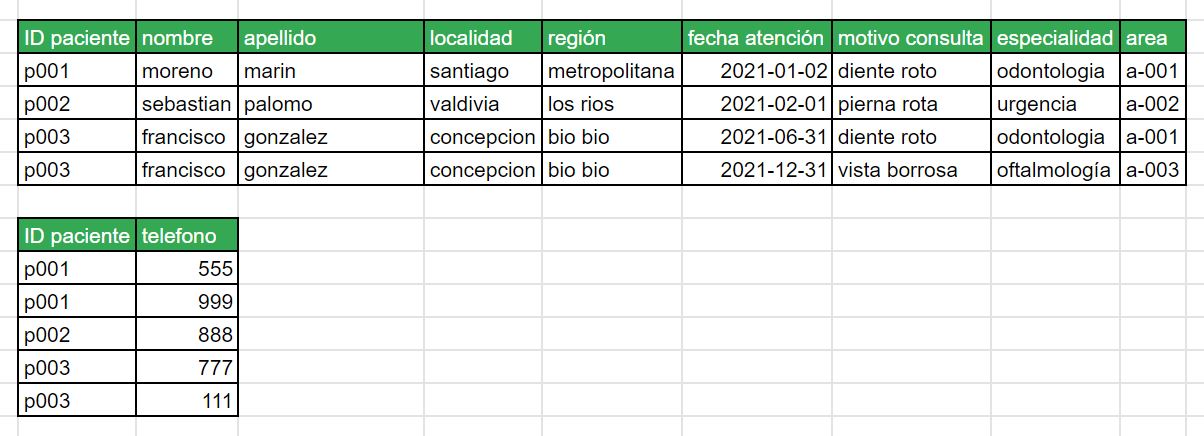 ID paciente nombre apellido localidad región fecha atención motivo consulta especialidad area
p001 moreno marin santiago metropolitana 2021-01-02 diente roto odontologia a-001
p002 sebastian palomo valdivia los rios 2021-02-01 pierna rota urgencia a-002
p003 francisco gonzalez concepcion bio bio 2021-06-31 diente roto odontologia a-001
p003 francisco gonzalez concepcion bio bio 2021-12-31 vista borrosa oftalmología a-003
ID paciente telefono
p001 555
p001 999
p002 888
p003 777
p003 111